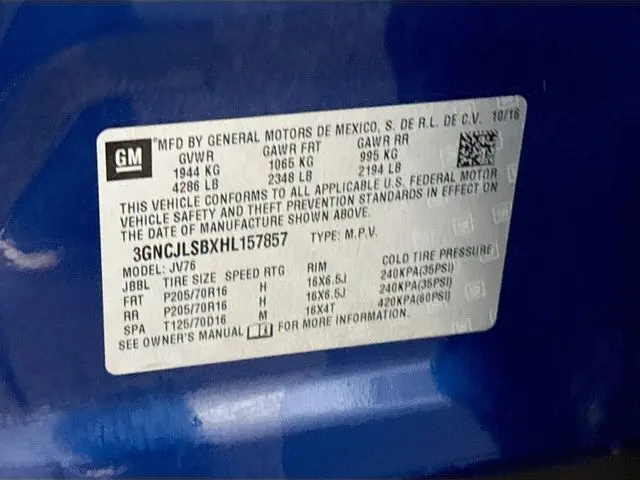 GM
*MFD BY GENERAL MOTORS DE MEXICO, S. DE R.L. DE C.V. 10/16
GVWR GAWR FRT GAWR RR
1944 KG 1065 KG 995 KG
4286 LB 2348 LB 2194 LB
THIS VEHICLE CONFORMS TO ALL APPLICABLE U.S. FEDERAL MOTOR
VEHICLE SAFETY AND THEFT PREVENTION STANDARDS IN EFFECT ON
THE DATE OF MANUFACTURE SHOWN ABOVE.
3GNCJLSBXHL157857 TYPE: M.P.V.
MODEL: JV76
JBBL TIRE SIZE SPEED RTG RIM COLD TIRE PRESSURE
FRT P205/70R16 H 16X6.5J 240KPA(35PSI)
RR P205/70R16 H 16X6.5J 240KPA(35PSI)
SPA T125/70D16 M 16X4T 420KPA(60PSI)
SEE OWNER'S MANUAL FOR MORE INFORMATION.